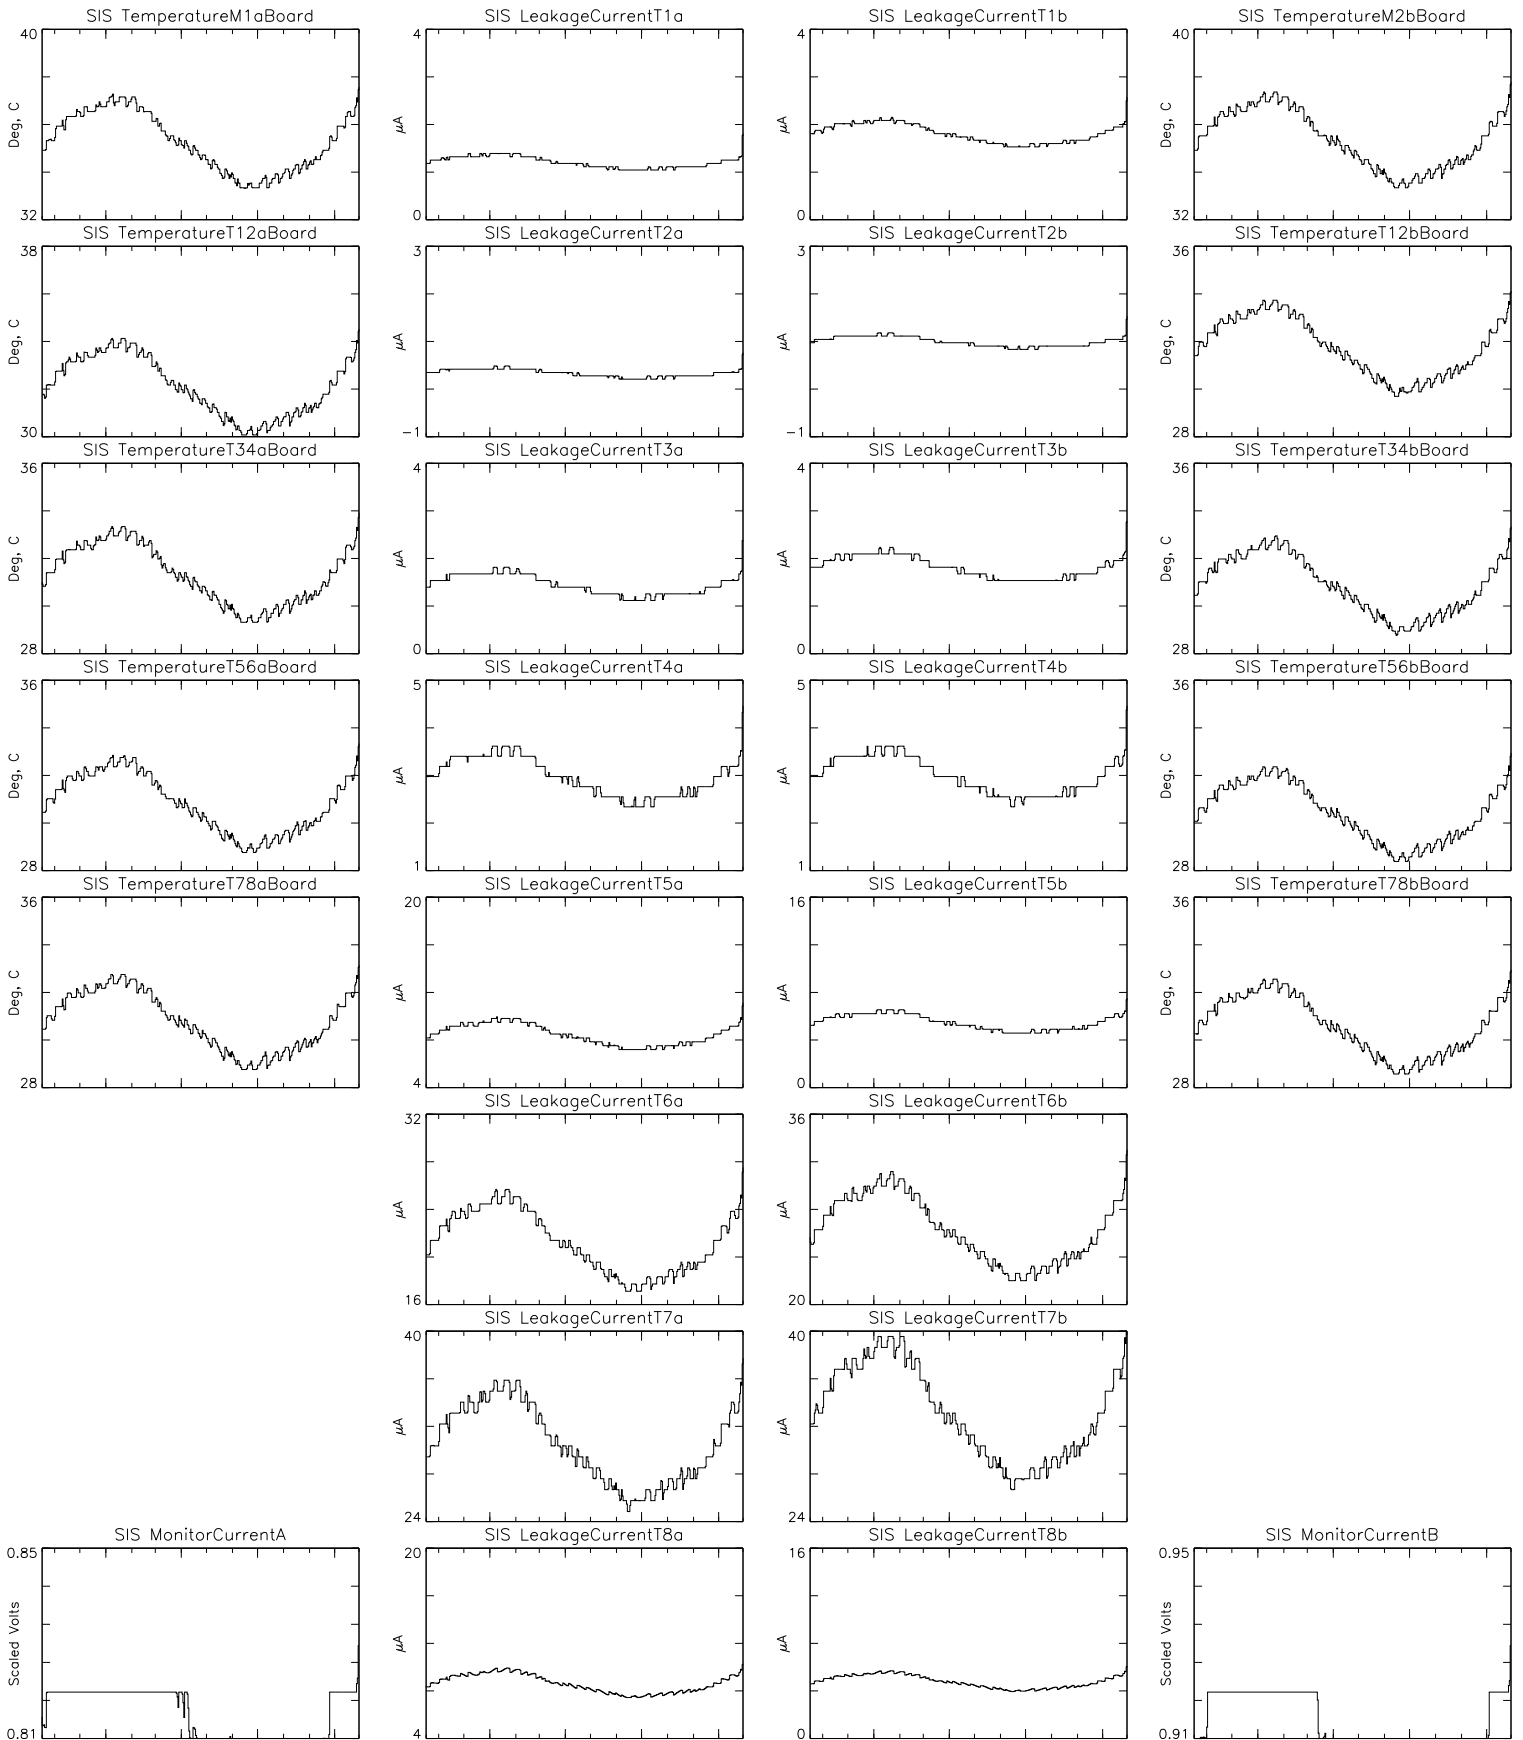 SIS TemperatureM1aBoard SIS LeakageCurrentT1a SIS LeakageCurrentT1b SIS TemperatureM2bBoard
40 4 4 40
Deg, C μA μA Deg, C
32 0 0 32
SIS TemperatureT12aBoard SIS LeakageCurrentT2a SIS LeakageCurrentT2b SIS TemperatureT12bBoard
38 3 3 36
Deg, C μA μA Deg, C
30 -1 -1 28
SIS TemperatureT34aBoard SIS LeakageCurrentT3a SIS LeakageCurrentT3b SIS TemperatureT34bBoard
36 4 4 36
Deg, C μA μA Deg, C
28 0 0 28
SIS TemperatureT56aBoard SIS LeakageCurrentT4a SIS LeakageCurrentT4b SIS TemperatureT56bBoard
36 5 5 36
Deg, C μA μA Deg, C
28 1 1 28
SIS TemperatureT78aBoard SIS LeakageCurrentT5a SIS LeakageCurrentT5b SIS TemperatureT78bBoard
36 20 16 36
Deg, C μA μA Deg, C
28 4 0 28
SIS LeakageCurrentT6a SIS LeakageCurrentT6b
32 36
μA μA
16 20
SIS LeakageCurrentT7a SIS LeakageCurrentT7b
40 40
μA μA
24 24
SIS MonitorCurrentA SIS LeakageCurrentT8a SIS LeakageCurrentT8b SIS MonitorCurrentB
0.85 20 16 0.95
Scaled Volts μA μA Scaled Volts
0.81 4 0 0.91